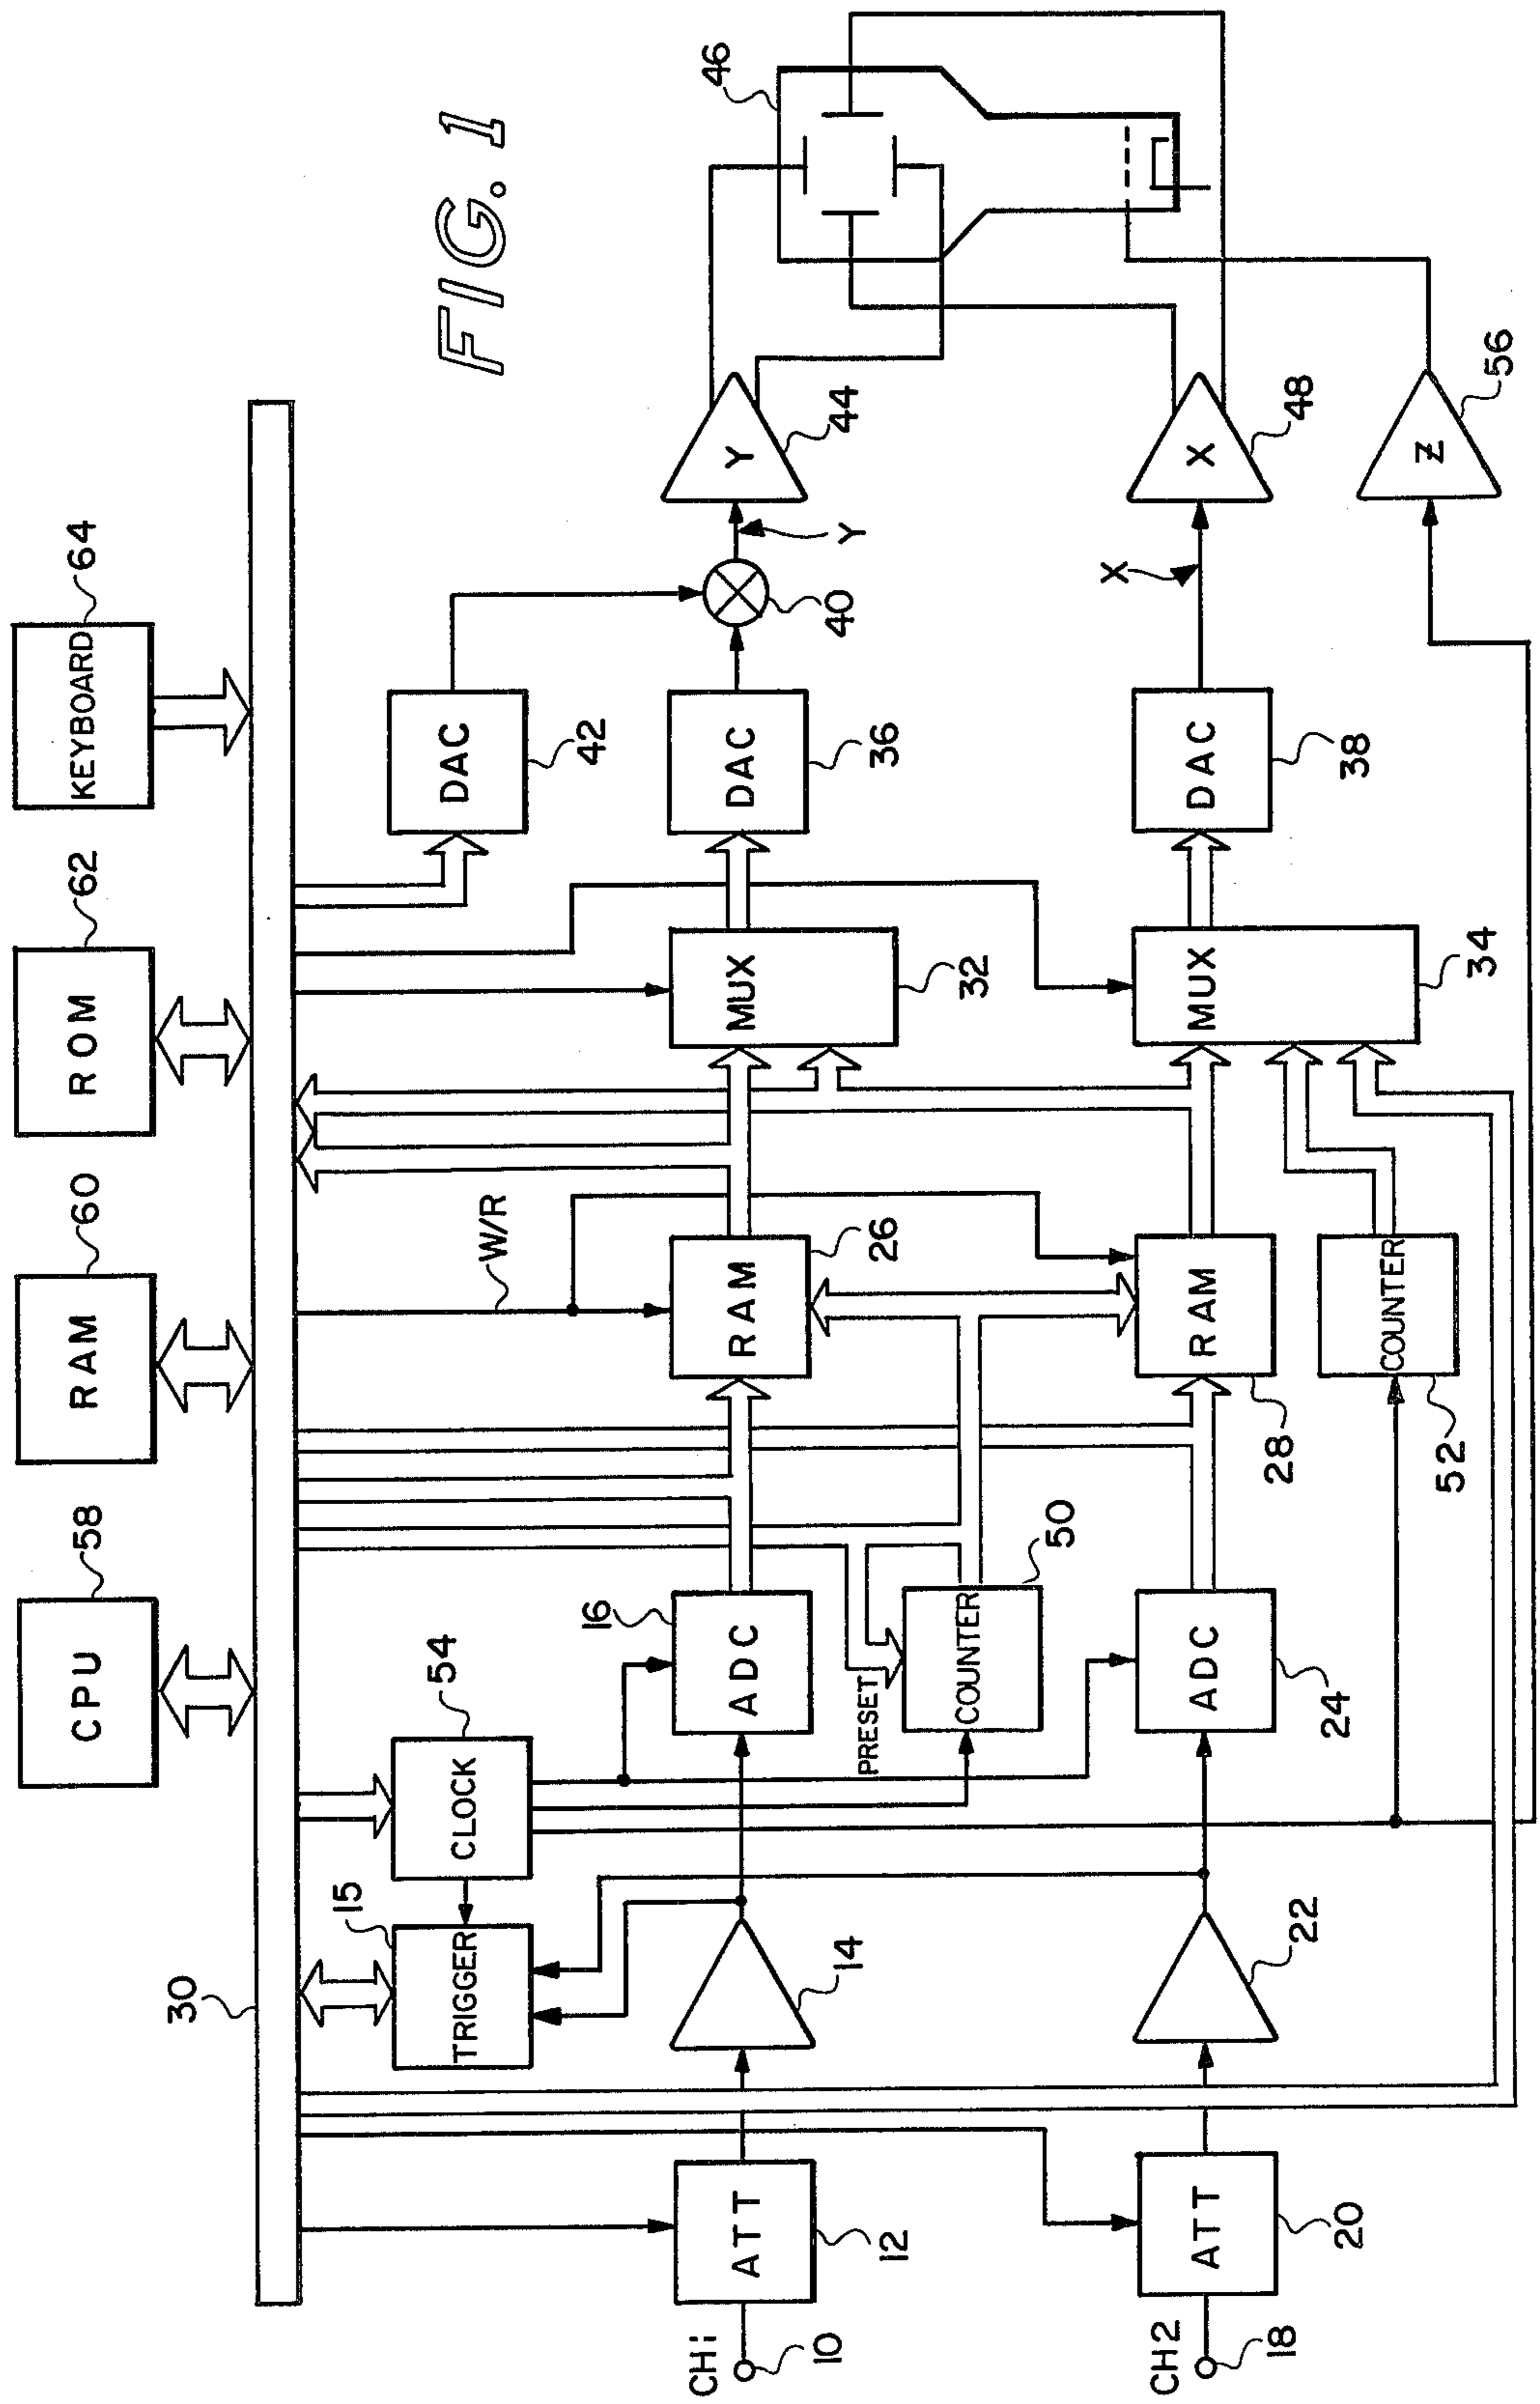 FIG. 1
CPU
58
RAM
60
ROM
62
KEYBOARD
64
30
TRIGGER
15
CLOCK
54
W/R
DAC
42
CHi
10
ATT
12
14
ADC
16
RAM
26
MUX
32
DAC
36
40
Y
Y
44
46
PRESET
COUNTER
50
CH2
18
ATT
20
22
ADC
24
RAM
28
MUX
34
DAC
38
X
X
48
COUNTER
52
Z
56